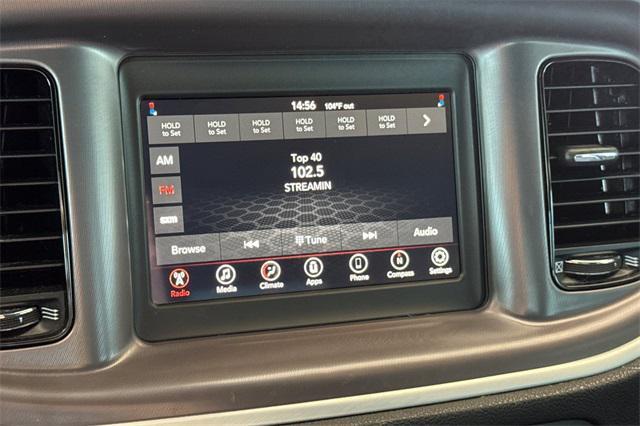 14:56 104°F out
HOLD to Set HOLD to Set HOLD to Set HOLD to Set HOLD to Set HOLD to Set
AM
FM
sxm
Top 40
102.5
STREAMIN
Browse Tune Audio
Radio Media Climate Apps Phone Compass Settings